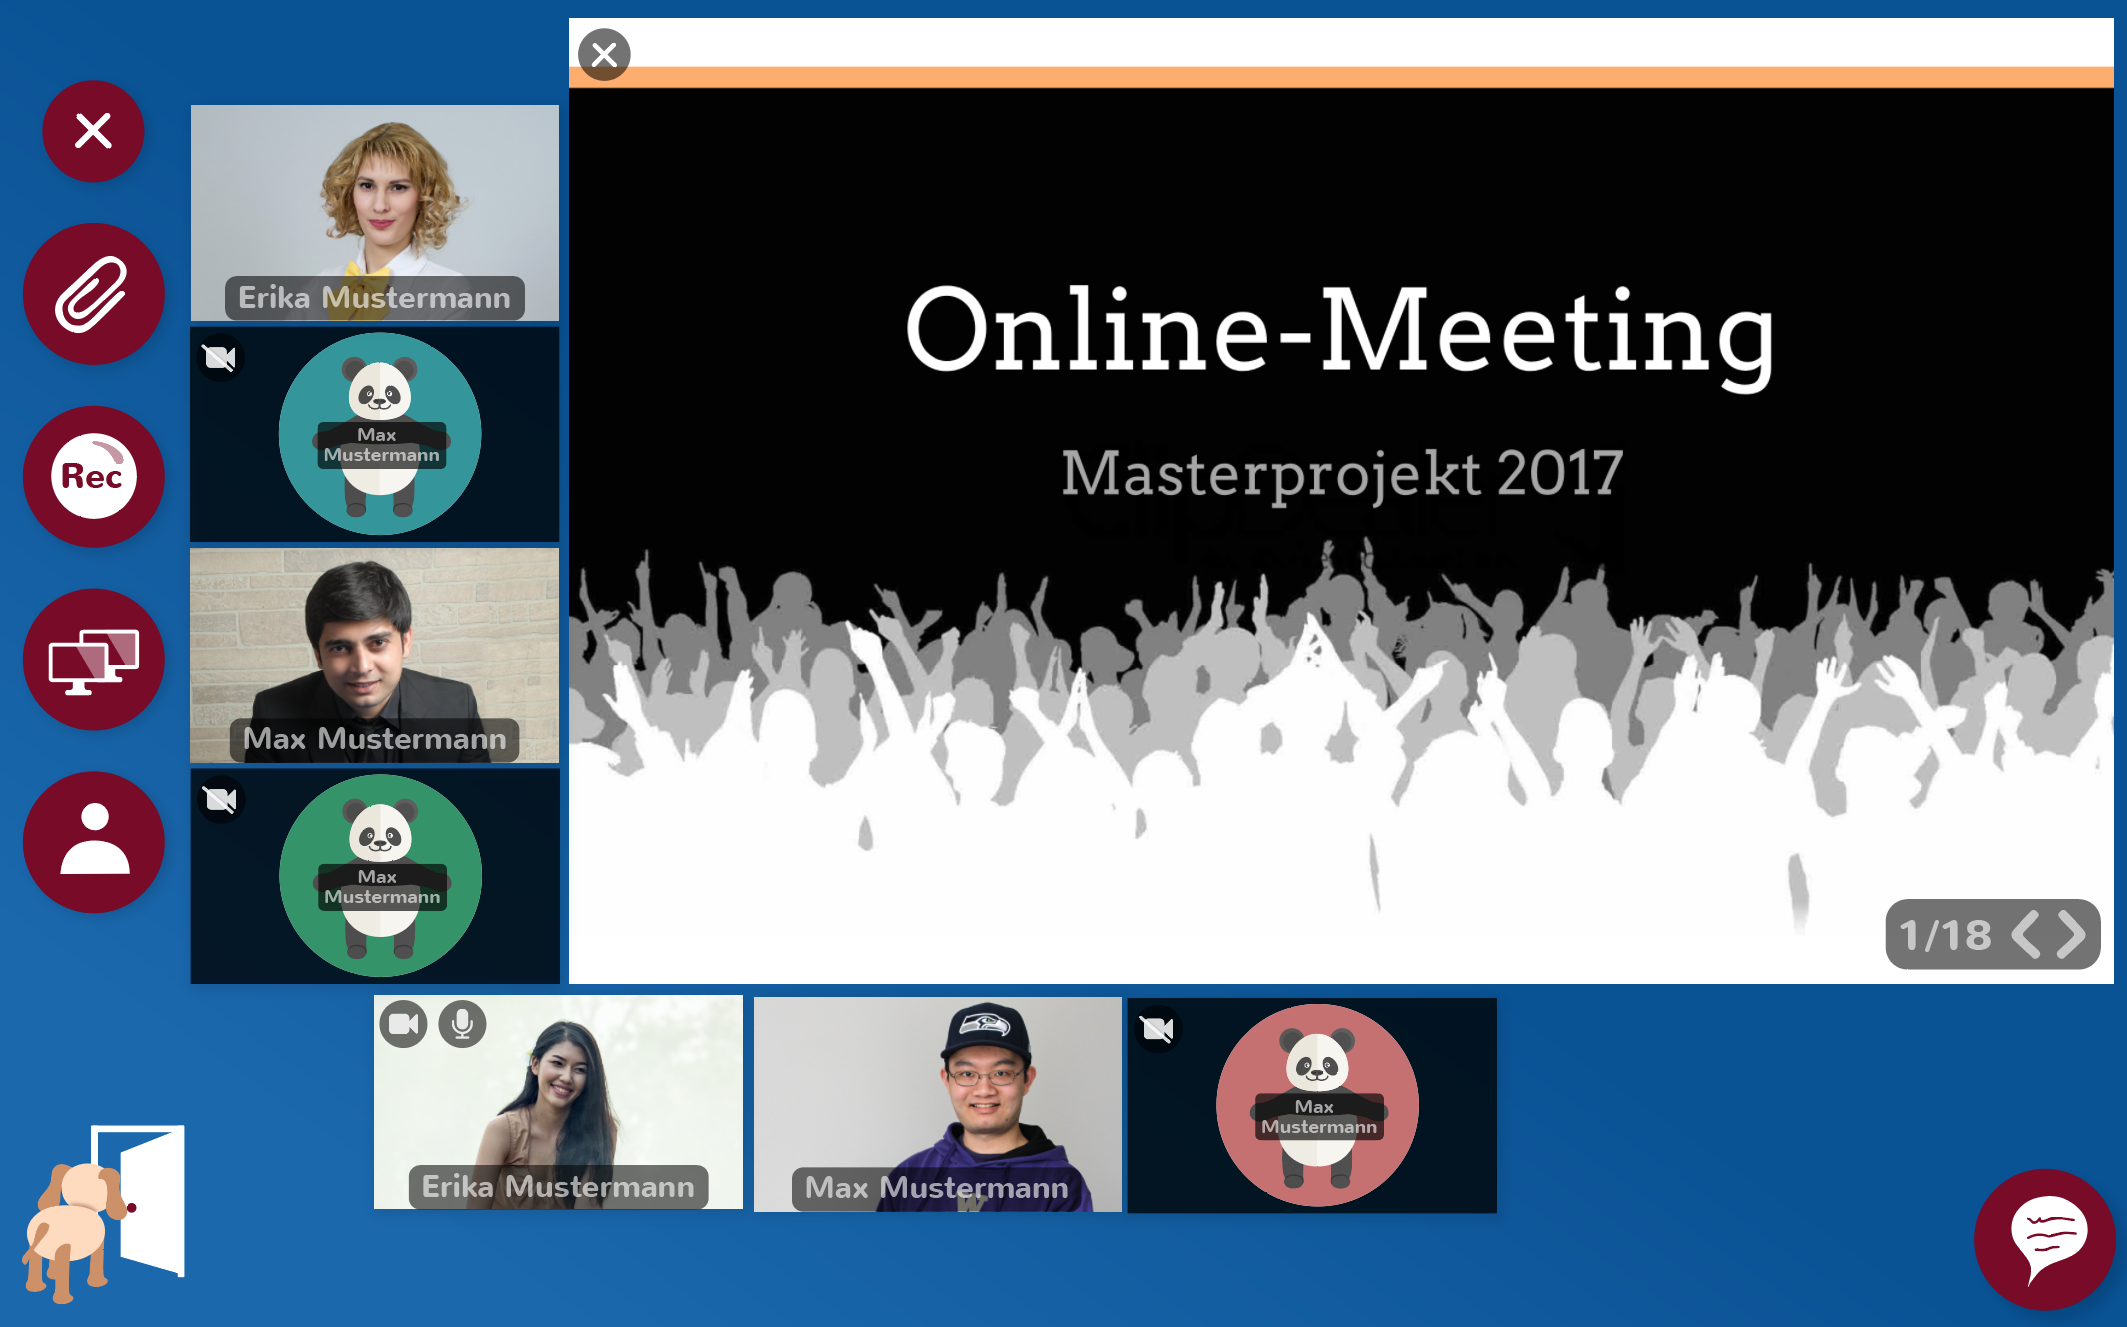 Erika Mustermann
Max
Mustermann
Rec
Max Mustermann
Max
Mustermann
Online-Meeting
Masterprojekt 2017
1/18
Erika Mustermann
Max Mustermann
W
Max
Mustermann